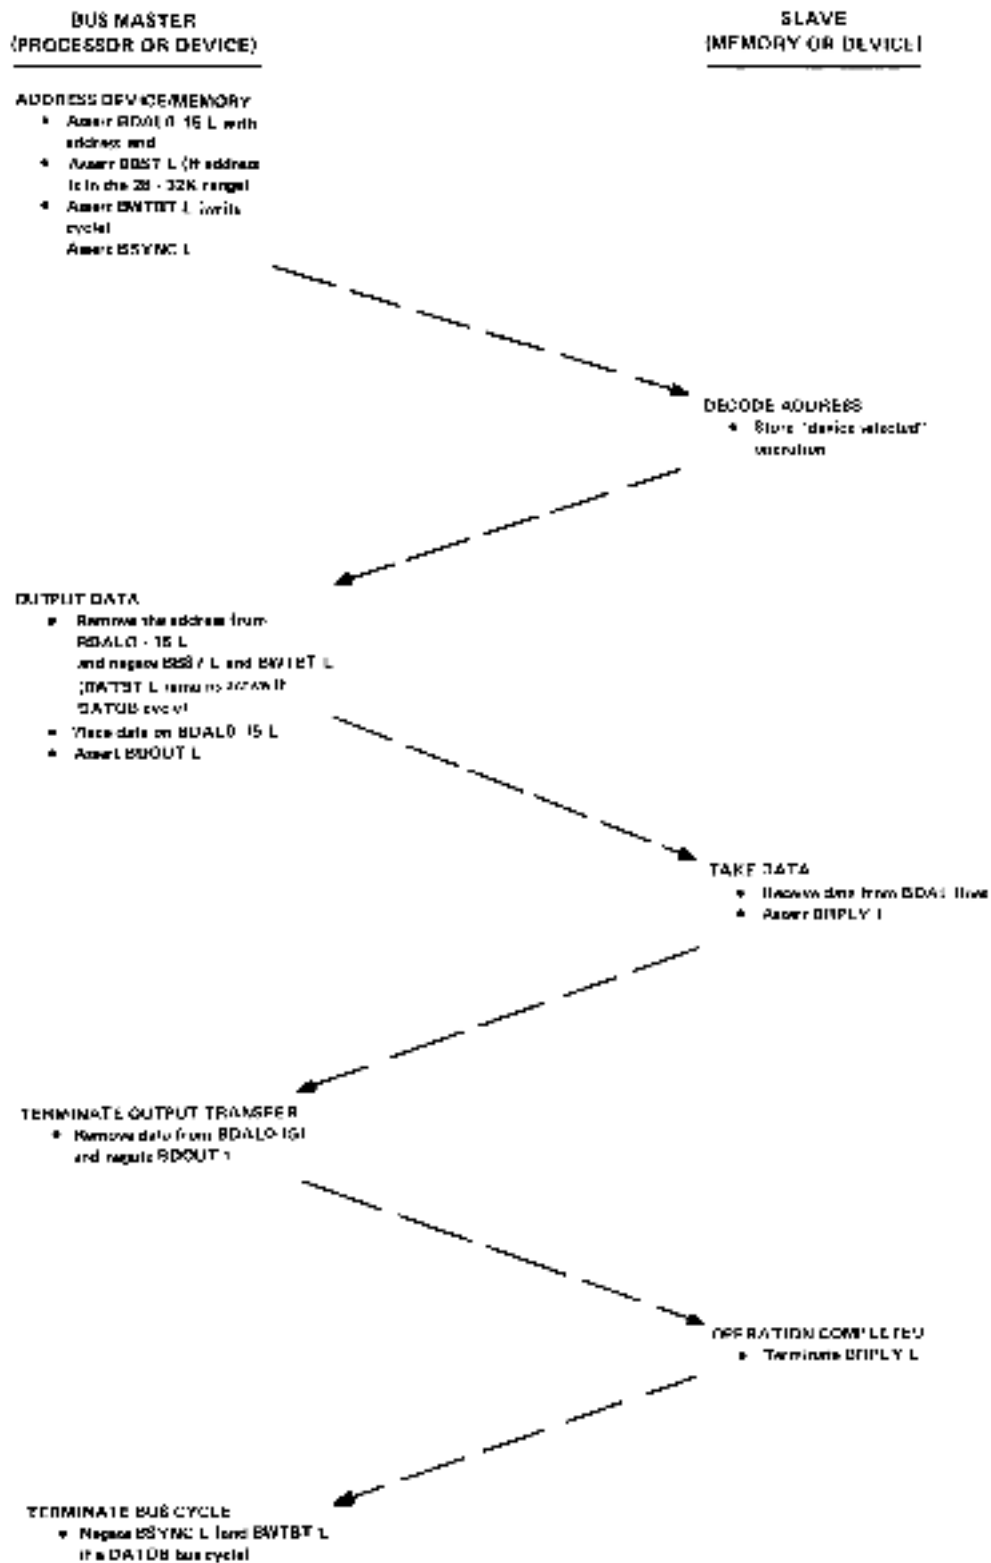 BUS MASTER
(PROCESSOR OR DEVICE)
SLAVE
(MEMORY OR DEVICE)
ADDRESS DEVICE/MEMORY
• Assert BDAL0-15 L with
address and
• Assert BBS7 L (if address
is in the 28 - 32K range)
• Assert BWTBT L (write
cycle)
Assert BSYNC L
DECODE ADDRESS
• Store "device selected"
operation
OUTPUT DATA
• Remove the address from
BDAL0 - 15 L
and negate BBS7 L and BWTBT L
(BWTBT L remains active if
DATOB cycle)
• Place data on BDAL0-15 L
• Assert BDOUT L
TAKE DATA
• Receive data from BDAL lines
• Assert BRPLY L
TERMINATE OUTPUT TRANSFER
• Remove data from BDAL0-15 L
and negate BDOUT L
OPERATION COMPLETED
• Terminate BRPLY L
TERMINATE BUS CYCLE
• Negate BSYNC L (and BWTBT L
if a DATOB bus cycle)